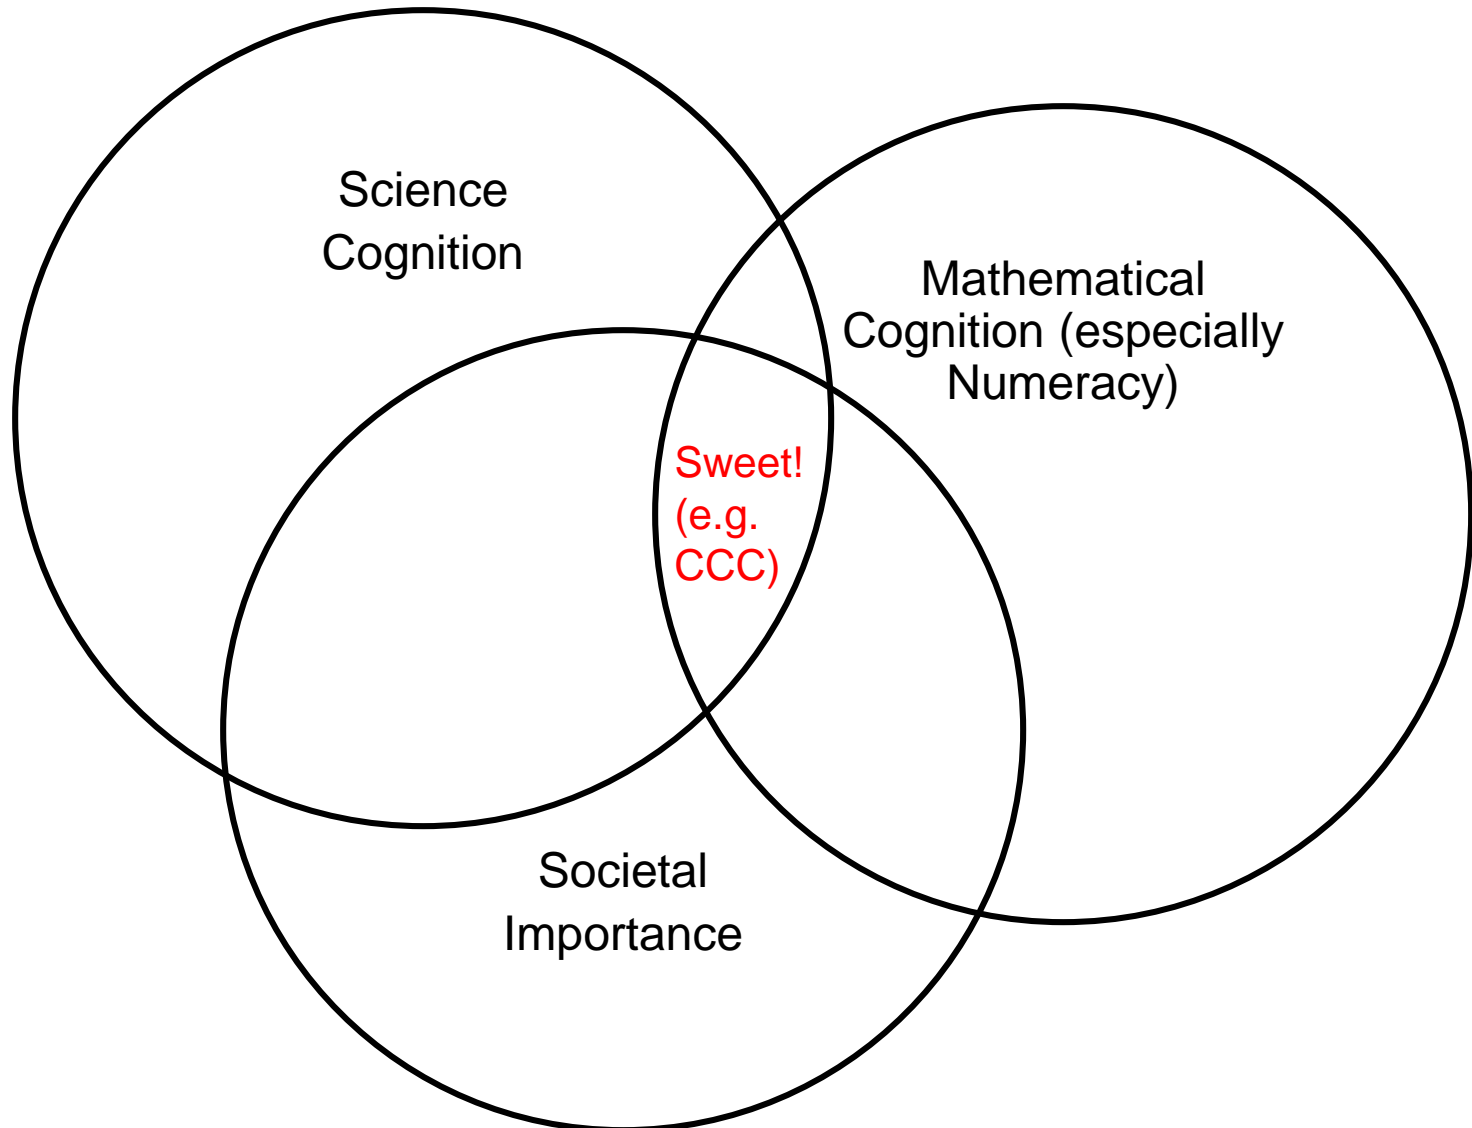 Science
Cognition
Mathematical
Cognition (especially
Numeracy)
Sweet!
(e.g.
CCC)
Societal
Importance